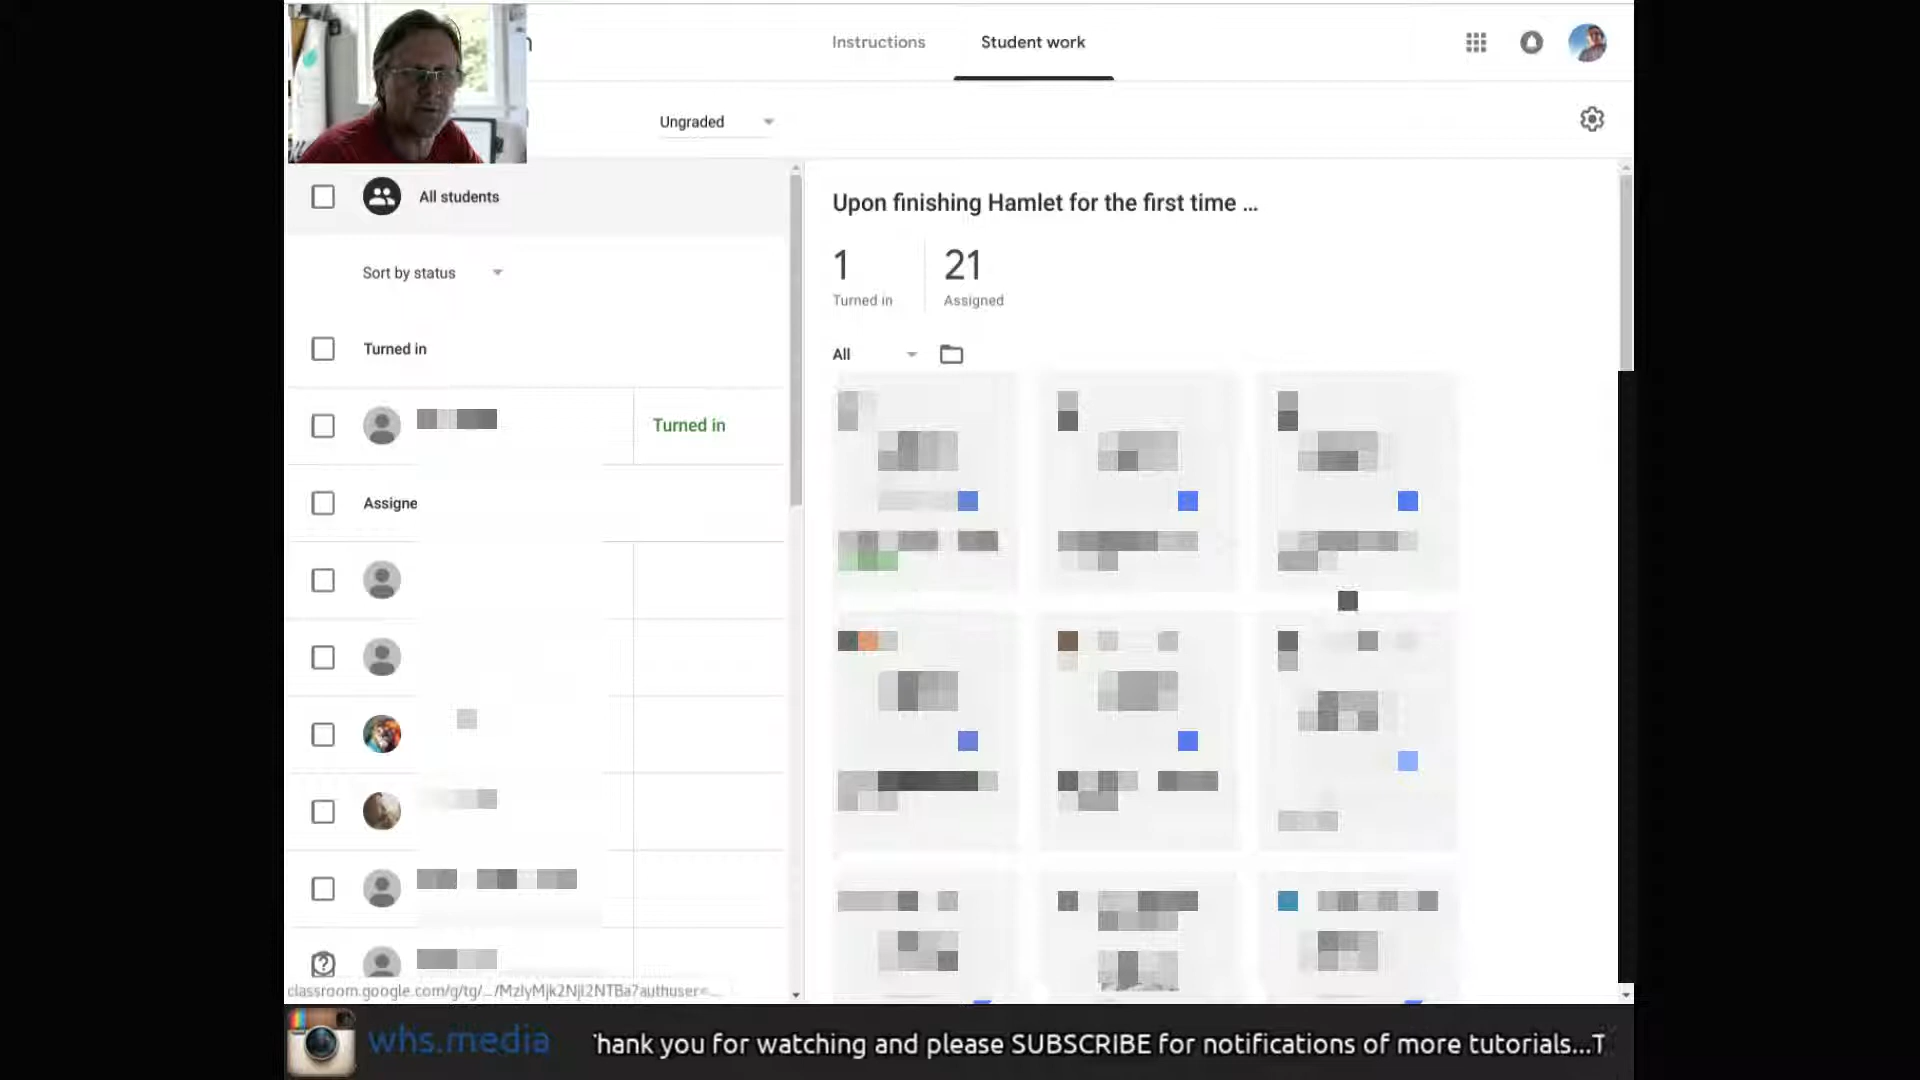 Instructions
Student work
Ungraded
All students
Sort by status
Turned in
Turned in
Assigne
Upon finishing Hamlet for the first time ...
1
21
Turned in
Assigned
All
classroom.google.com/g/tg/.../MzIyMjk2NjI2NTBa?authuser=...
whs.media
hank you for watching and please SUBSCRIBE for notifications of more tutorials...T